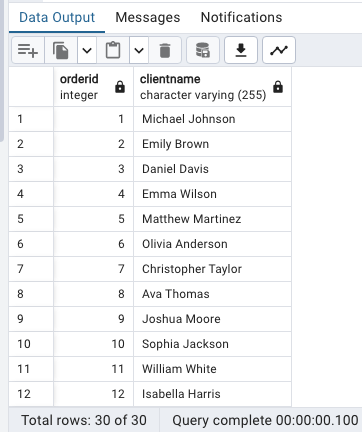 Data Output Messages Notifications
orderid clientname
integer character varying (255)
1 1 Michael Johnson
2 2 Emily Brown
3 3 Daniel Davis
4 4 Emma Wilson
5 5 Matthew Martinez
6 6 Olivia Anderson
7 7 Christopher Taylor
8 8 Ava Thomas
9 9 Joshua Moore
10 10 Sophia Jackson
11 11 William White
12 12 Isabella Harris
Total rows: 30 of 30 Query complete 00:00:00.100